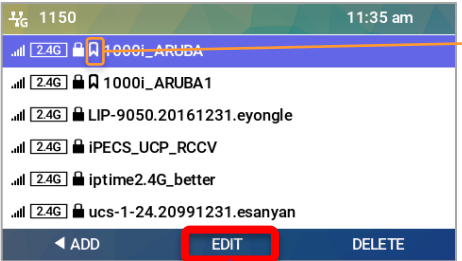 1G 1150 11:35 am
2.4G 1000i_ARUBA
2.4G 1000i_ARUBA1
2.4G LIP-9050.20161231.eyongle
2.4G iPECS_UCP_RCCV
2.4G iptime2.4G_better
2.4G ucs-1-24.20991231.esanyan
◀ ADD EDIT DELETE